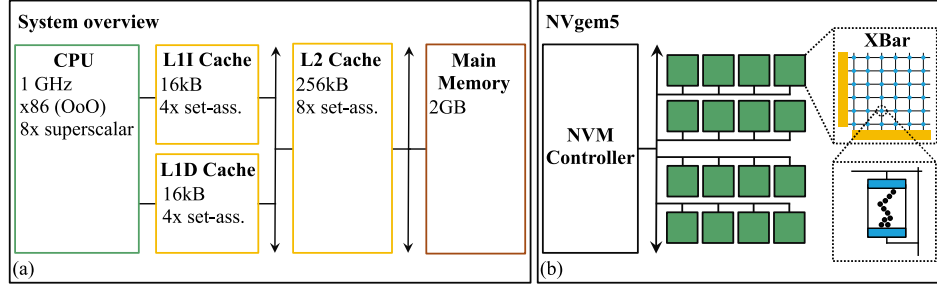 System overview
CPU
1 GHz
x86 (OoO)
8x superscalar
L1I Cache
16kB
4x set-ass.
L1D Cache
16kB
4x set-ass.
L2 Cache
256kB
8x set-ass.
Main
Memory
2GB
(a)
NVgem5
NVM
Controller
XBar
(b)